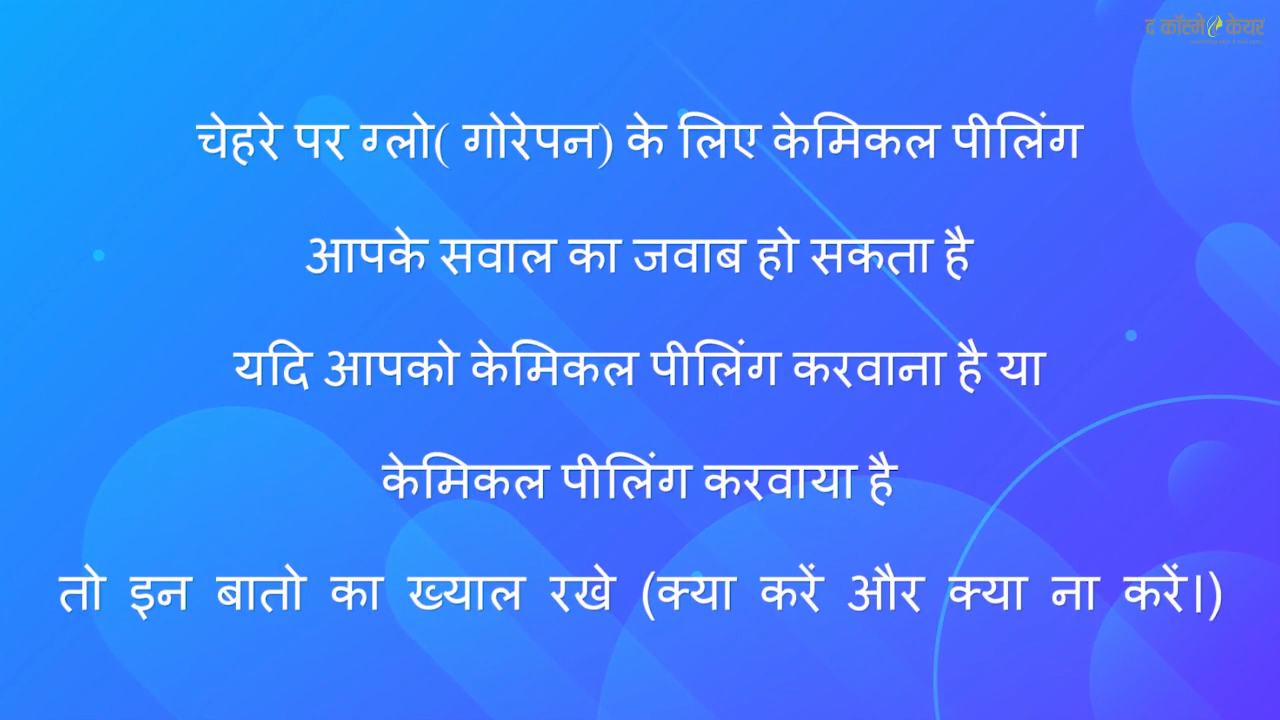 द कॉस्मो केयर
चेहरे पर ग्लो( गोरेपन) के लिए केमिकल पीलिंग
आपके सवाल का जवाब हो सकता है
यदि आपको केमिकल पीलिंग करवाना है या
केमिकल पीलिंग करवाया है
तो इन बातो का ख्याल रखे (क्या करें और क्या ना करें।)